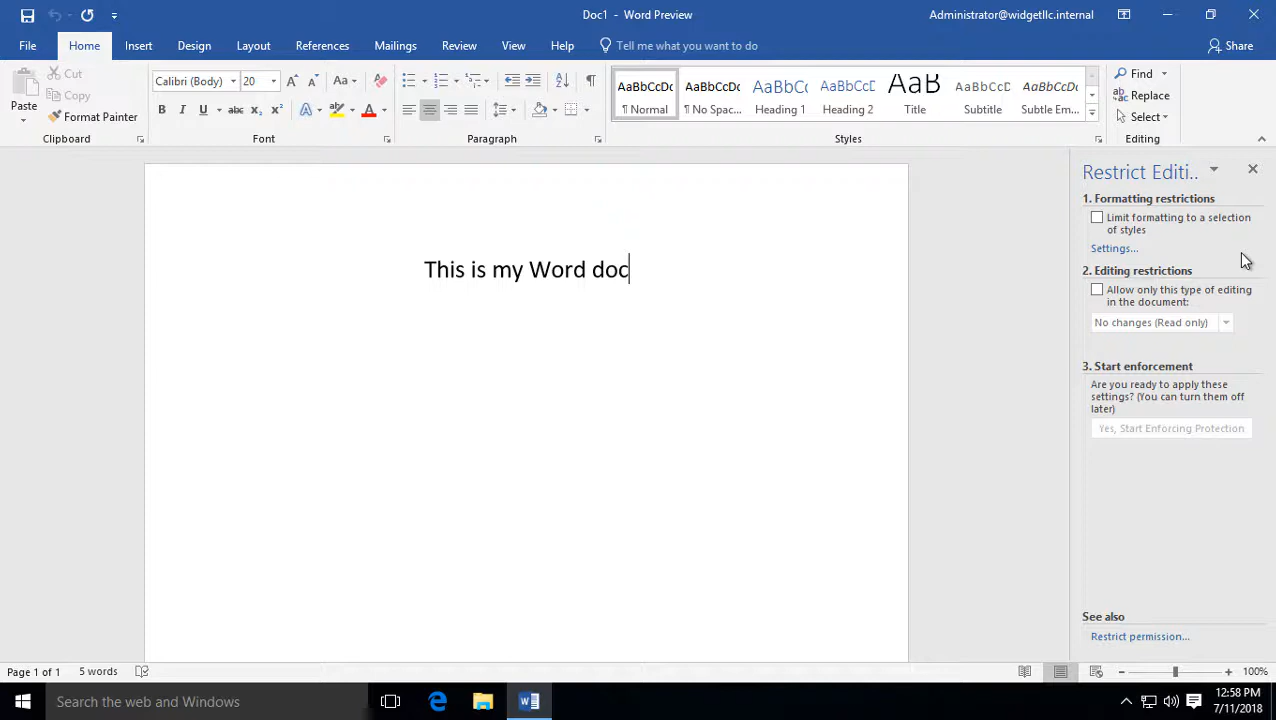 Doc1 - Word Preview
Administrator@widgetllc.internal
File Home Insert Design Layout References Mailings Review View Help Tell me what you want to do Share
Paste
Cut
Copy
Format Painter
Clipboard
Calibri (Body) 20
Font
Paragraph
AaBbCcDc AaBbCcDc AaBbCc AaBbCcD AaB AaBbCcD AaBbCcDc
¶ Normal ¶ No Spac... Heading 1 Heading 2 Title Subtitle Subtle Em...
Styles
Find
Replace
Select
Editing
This is my Word doc
Restrict Editi..
1. Formatting restrictions
Limit formatting to a selection
of styles
Settings...
2. Editing restrictions
Allow only this type of editing
in the document:
No changes (Read only)
3. Start enforcement
Are you ready to apply these
settings? (You can turn them off
later)
Yes, Start Enforcing Protection
See also
Restrict permission...
Page 1 of 1 5 words 100%
Search the web and Windows
12:58 PM
7/11/2018